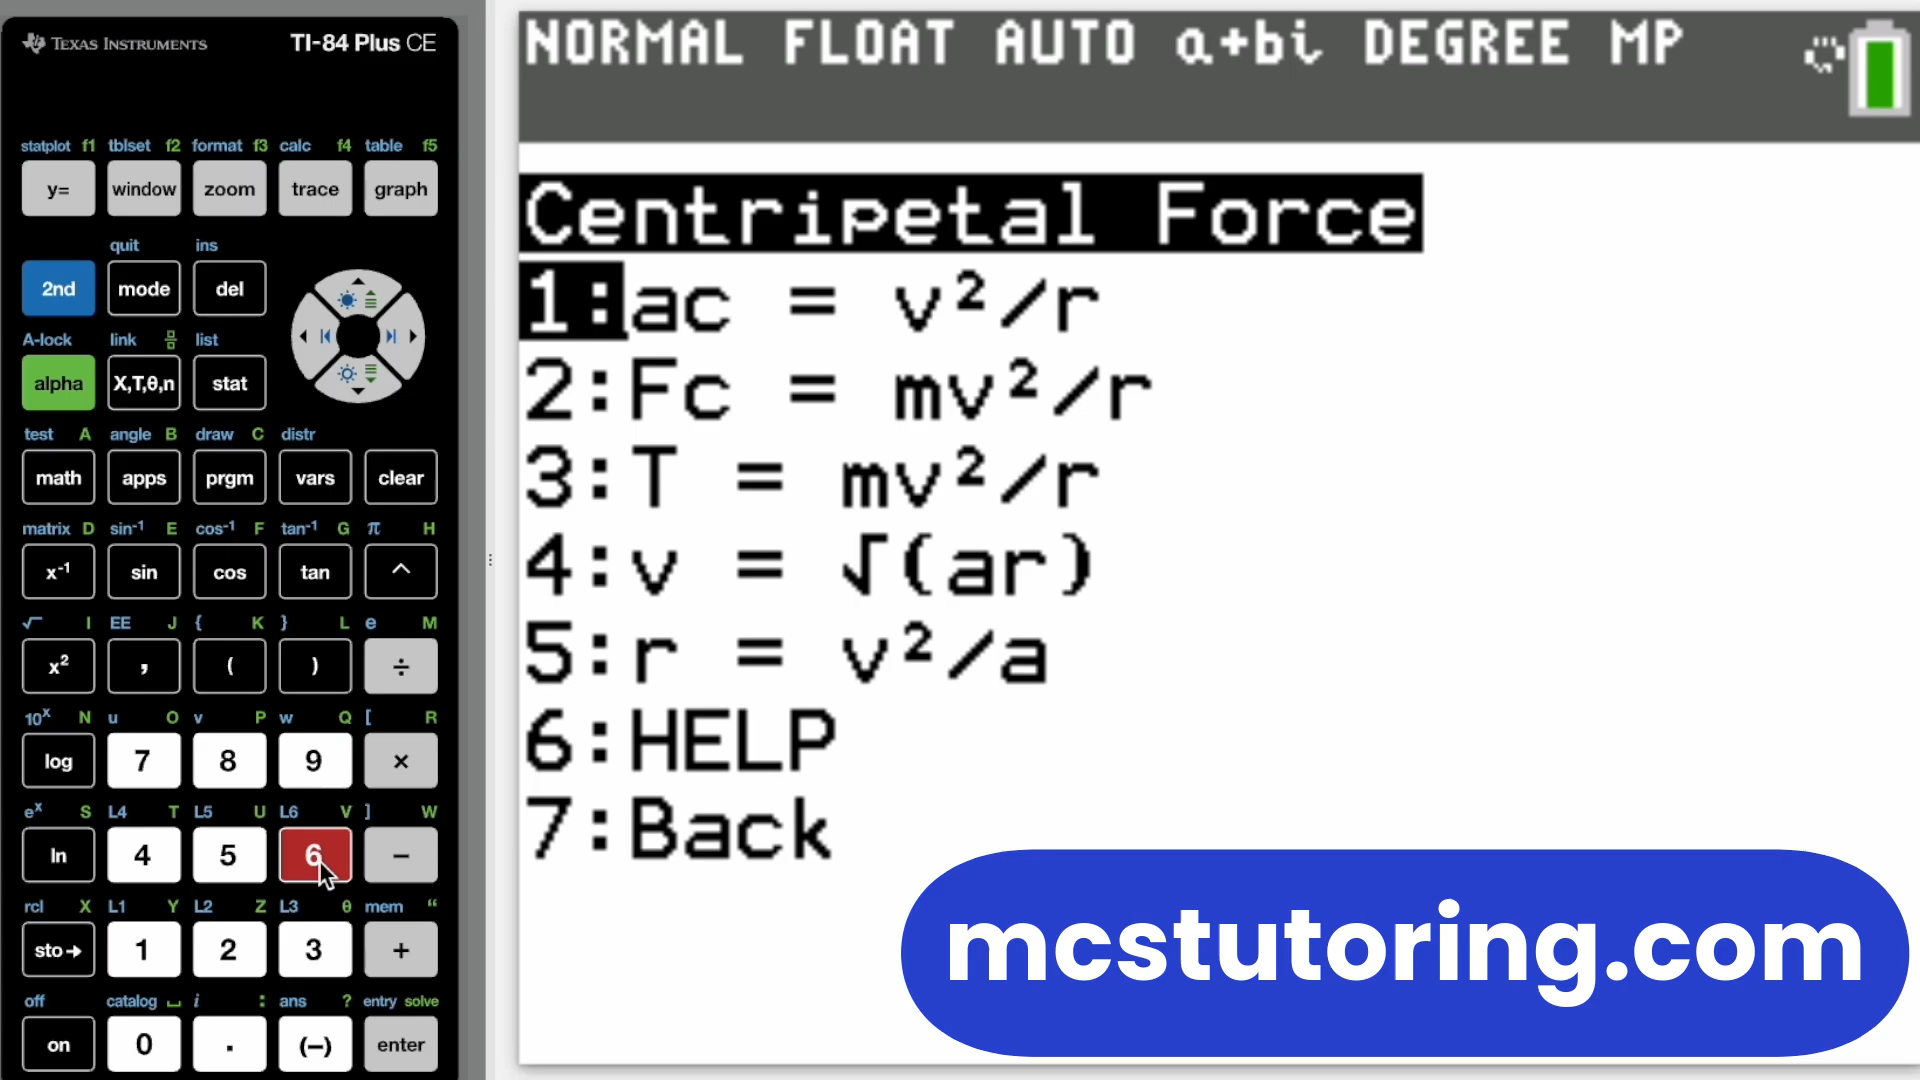 TEXAS INSTRUMENTS TI-84 Plus CE
statplot f1 tblset f2 format f3 calc f4 table f5
y= window zoom trace graph
quit ins
2nd mode del
A-lock link list
alpha X,T,θ,n stat
test A angle B draw C distr
math apps prgm vars clear
matrix D sin⁻¹ E cos⁻¹ F tan⁻¹ G π H
x⁻¹ sin cos tan ^
√ I EE J { K } L e M
x² , ( ) ÷
10ˣ N u O v P w Q [ R
log 7 8 9 ×
eˣ S L4 T L5 U L6 V ] W
ln 4 5 6 −
rcl X L1 Y L2 Z L3 θ mem “
sto→ 1 2 3 +
off catalog ⎵ i : ans ? entry solve
on 0 . (−) enter
NORMAL FLOAT AUTO a+bi DEGREE MP
Centripetal Force
1:ac = v²/r
2:Fc = mv²/r
3:T = mv²/r
4:v = √(ar)
5:r = v²/a
6:HELP
7:Back
mcstutoring.com